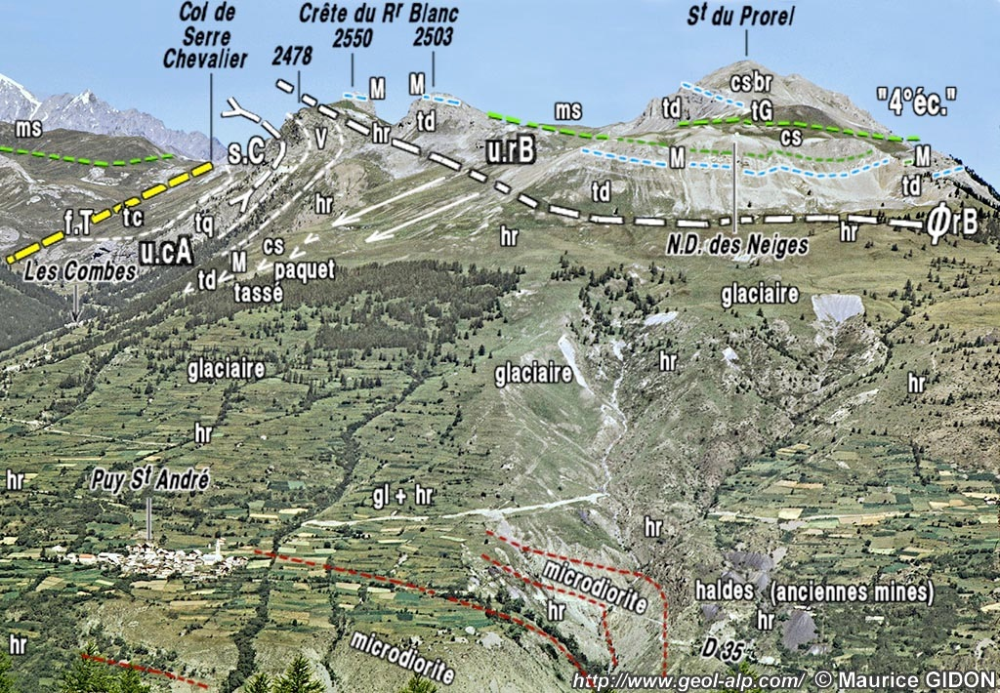 Col de
Serre
Chevalier
2478
Crête du Rr Blanc
2550
2503
St du Prorel
ms
s.C
V
M
M
hr
td
u.rB
ms
td
csbr
tG
"4°éc."
cs
M
M
td
td
f.T
tc
u.cA
tq
hr
hr
hr
ϕrB
Les Combes
td
M
cs
paquet
tassé
N.D. des Neiges
glaciaire
glaciaire
glaciaire
hr
hr
hr
hr
Puy St André
gl + hr
hr
microdiorite
hr
haldes (anciennes mines)
hr
hr
microdiorite
D 35
http://www.geol-alp.com/ © Maurice GIDON